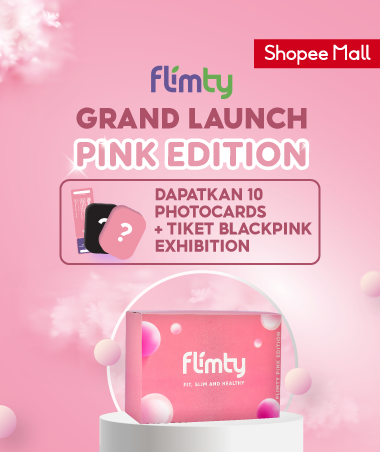 Shopee Mall
flimty
GRAND LAUNCH
PINK EDITION
DAPATKAN 10
PHOTOCARDS
+ TIKET BLACKPINK
EXHIBITION
?
?
flimty
FIT, SLIM AND HEALTHY
FLIMTY PINK EDITION